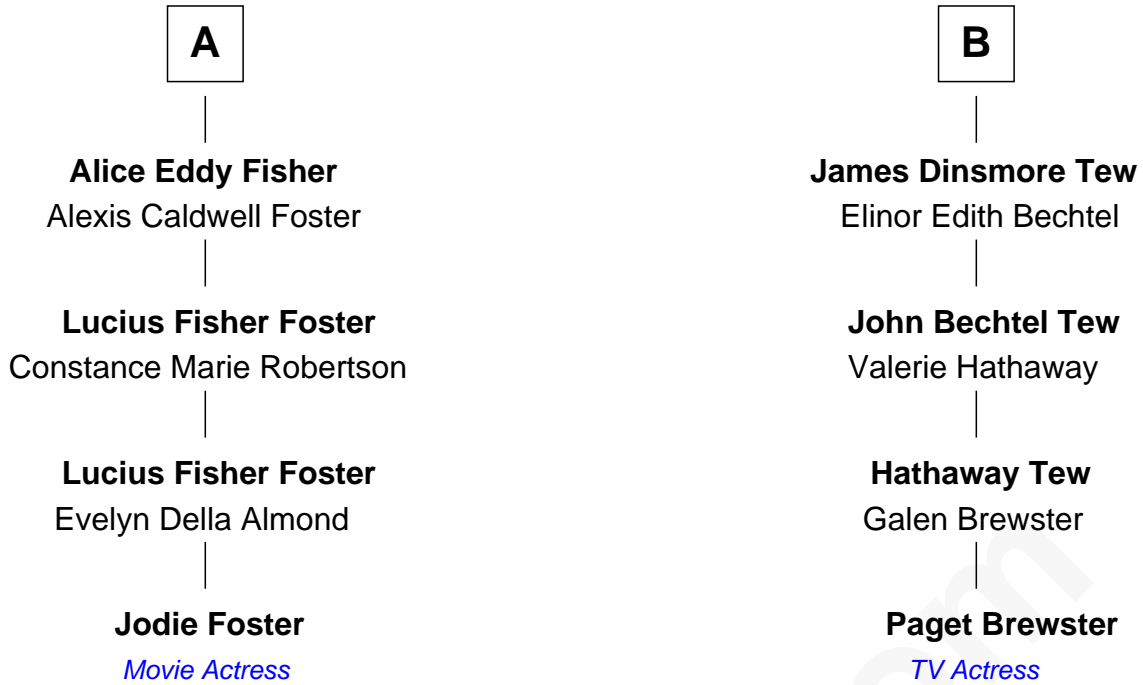 A
Alice Eddy Fisher
Alexis Caldwell Foster
Lucius Fisher Foster
Constance Marie Robertson
Lucius Fisher Foster
Evelyn Della Almond
Jodie Foster
Movie Actress
B
James Dinsmore Tew
Elinor Edith Bechtel
John Bechtel Tew
Valerie Hathaway
Hathaway Tew
Galen Brewster
Paget Brewster
TV Actress